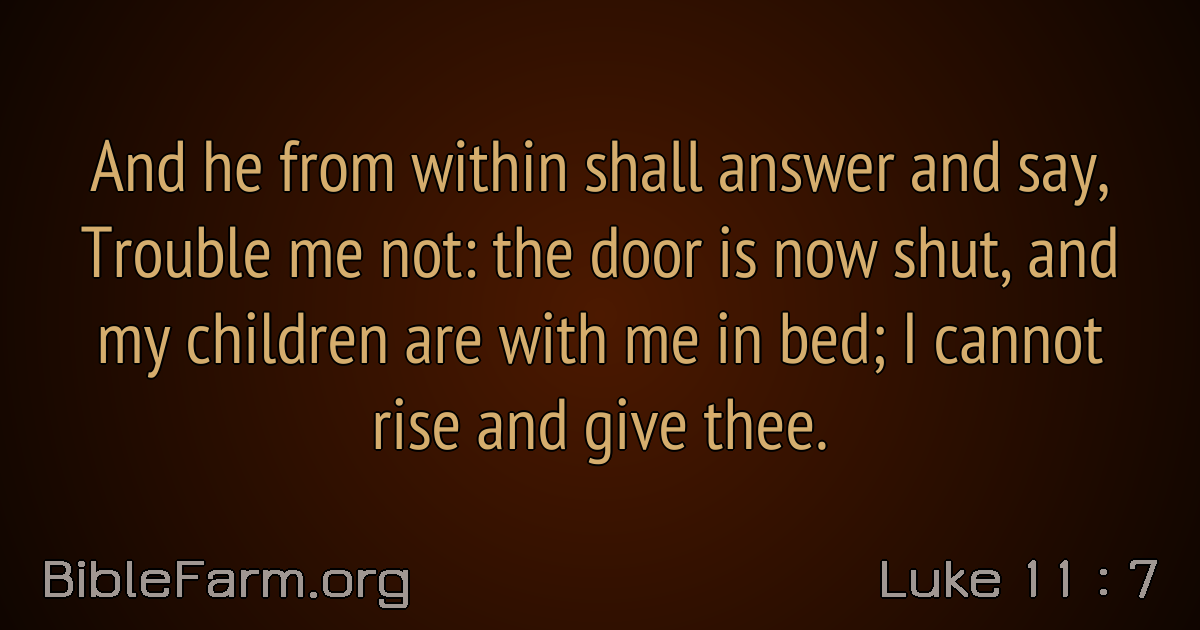 And he from within shall answer and say,
Trouble me not: the door is now shut, and
my children are with me in bed; I cannot
rise and give thee.
BibleFarm.org
Luke 11 : 7